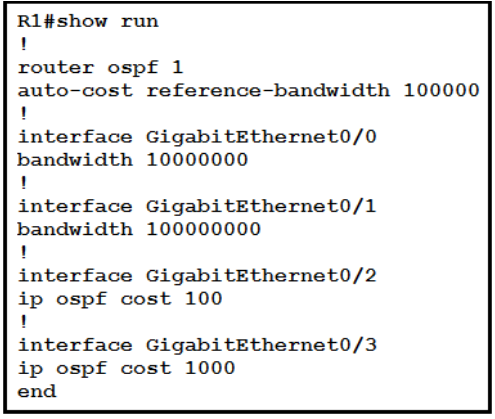 R1#show run
!
router ospf 1
auto-cost reference-bandwidth 100000
!
interface GigabitEthernet0/0
bandwidth 10000000
!
interface GigabitEthernet0/1
bandwidth 100000000
!
interface GigabitEthernet0/2
ip ospf cost 100
!
interface GigabitEthernet0/3
ip ospf cost 1000
end